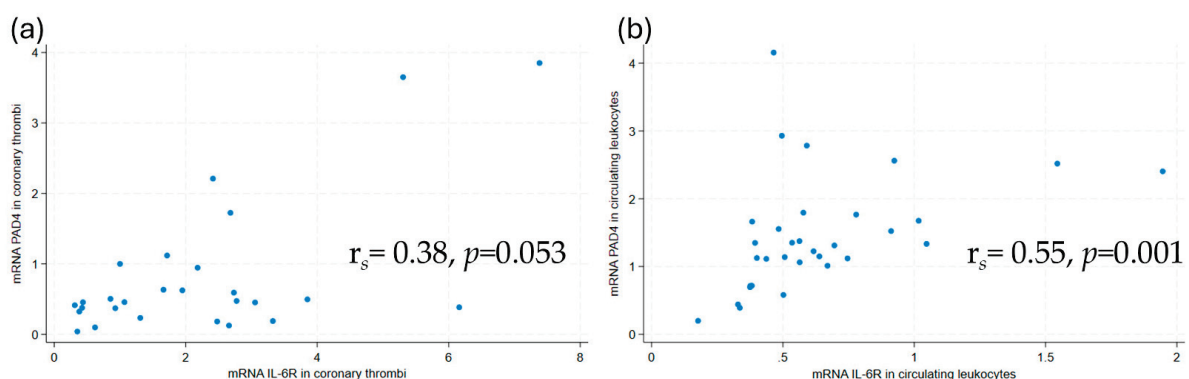 (a)
mRNA PAD4 in coronary thrombi
4
3
2
1
0
r_s= 0.38, p=0.053
0 2 4 6 8
mRNA IL-6R in coronary thrombi
(b)
mRNA PAD4 in circulating leukocytes
4
3
2
1
0
r_s= 0.55, p=0.001
0 .5 1 1.5 2
mRNA IL-6R in circulating leukocytes